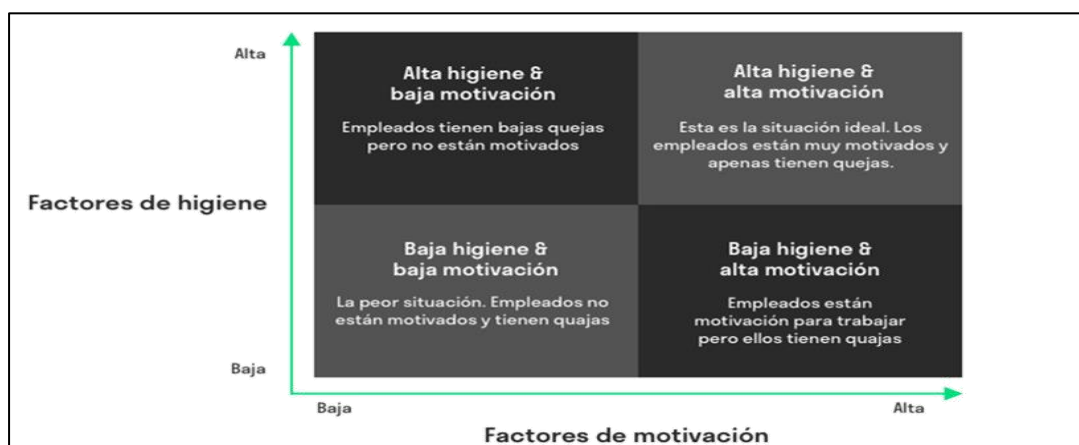 Alta
Alta higiene &
baja motivación
Empleados tienen bajas quejas
pero no están motivados
Alta higiene &
alta motivación
Esta es la situación ideal. Los
empleados están muy motivados y
apenas tienen quejas.
Factores de higiene
Baja higiene &
baja motivación
La peor situación. Empleados no
están motivados y tienen quajas
Baja higiene &
alta motivación
Empleados están
motivación para trabajar
pero ellos tienen quajas
Baja
Baja
Alta
Factores de motivación